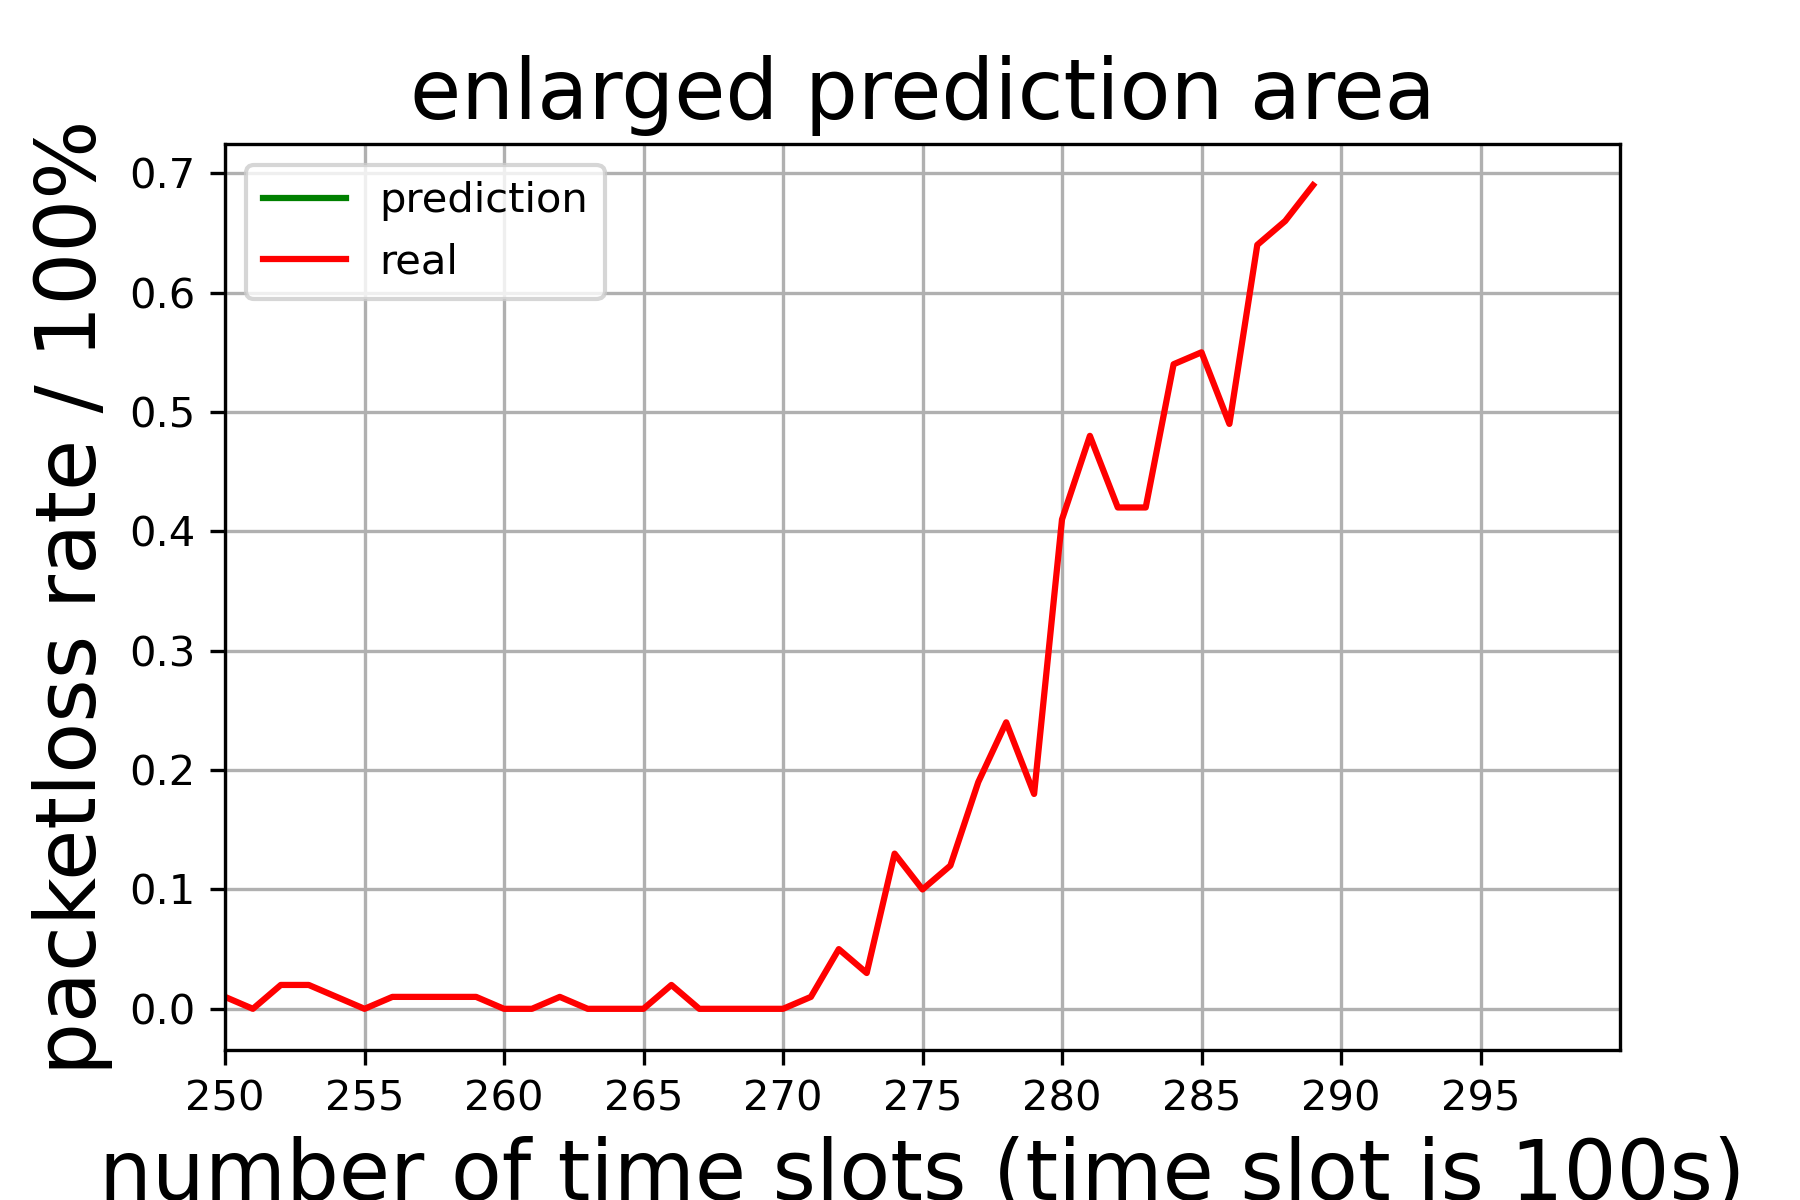 enlarged prediction area
packetloss rate / 100%
0.7
0.6
0.5
0.4
0.3
0.2
0.1
0.0
prediction
real
250 255 260 265 270 275 280 285 290 295
number of time slots (time slot is 100s)